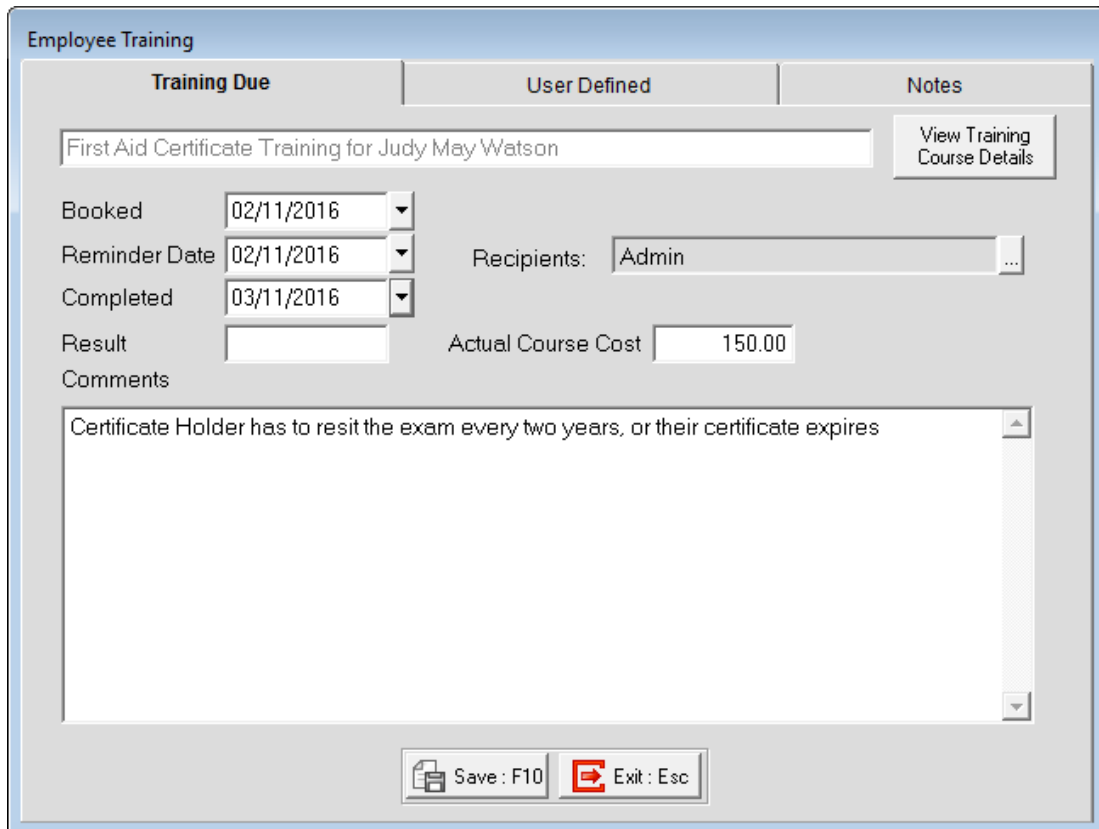 Employee Training
Training Due User Defined Notes
First Aid Certificate Training for Judy May Watson
View Training
Course Details
Booked 02/11/2016
Reminder Date 02/11/2016 Recipients: Admin ...
Completed 03/11/2016
Result Actual Course Cost 150.00
Comments
Certificate Holder has to resit the exam every two years, or their certificate expires
Save : F10 Exit : Esc